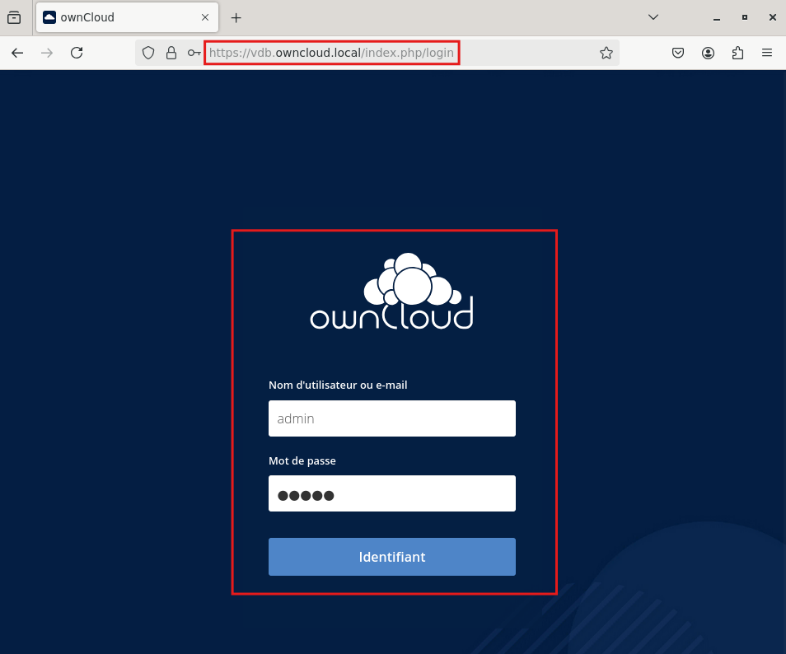 ownCloud
https://vdb.owncloud.local/index.php/login
ownCloud
Nom d'utilisateur ou e-mail
admin
Mot de passe
●●●●●
Identifiant